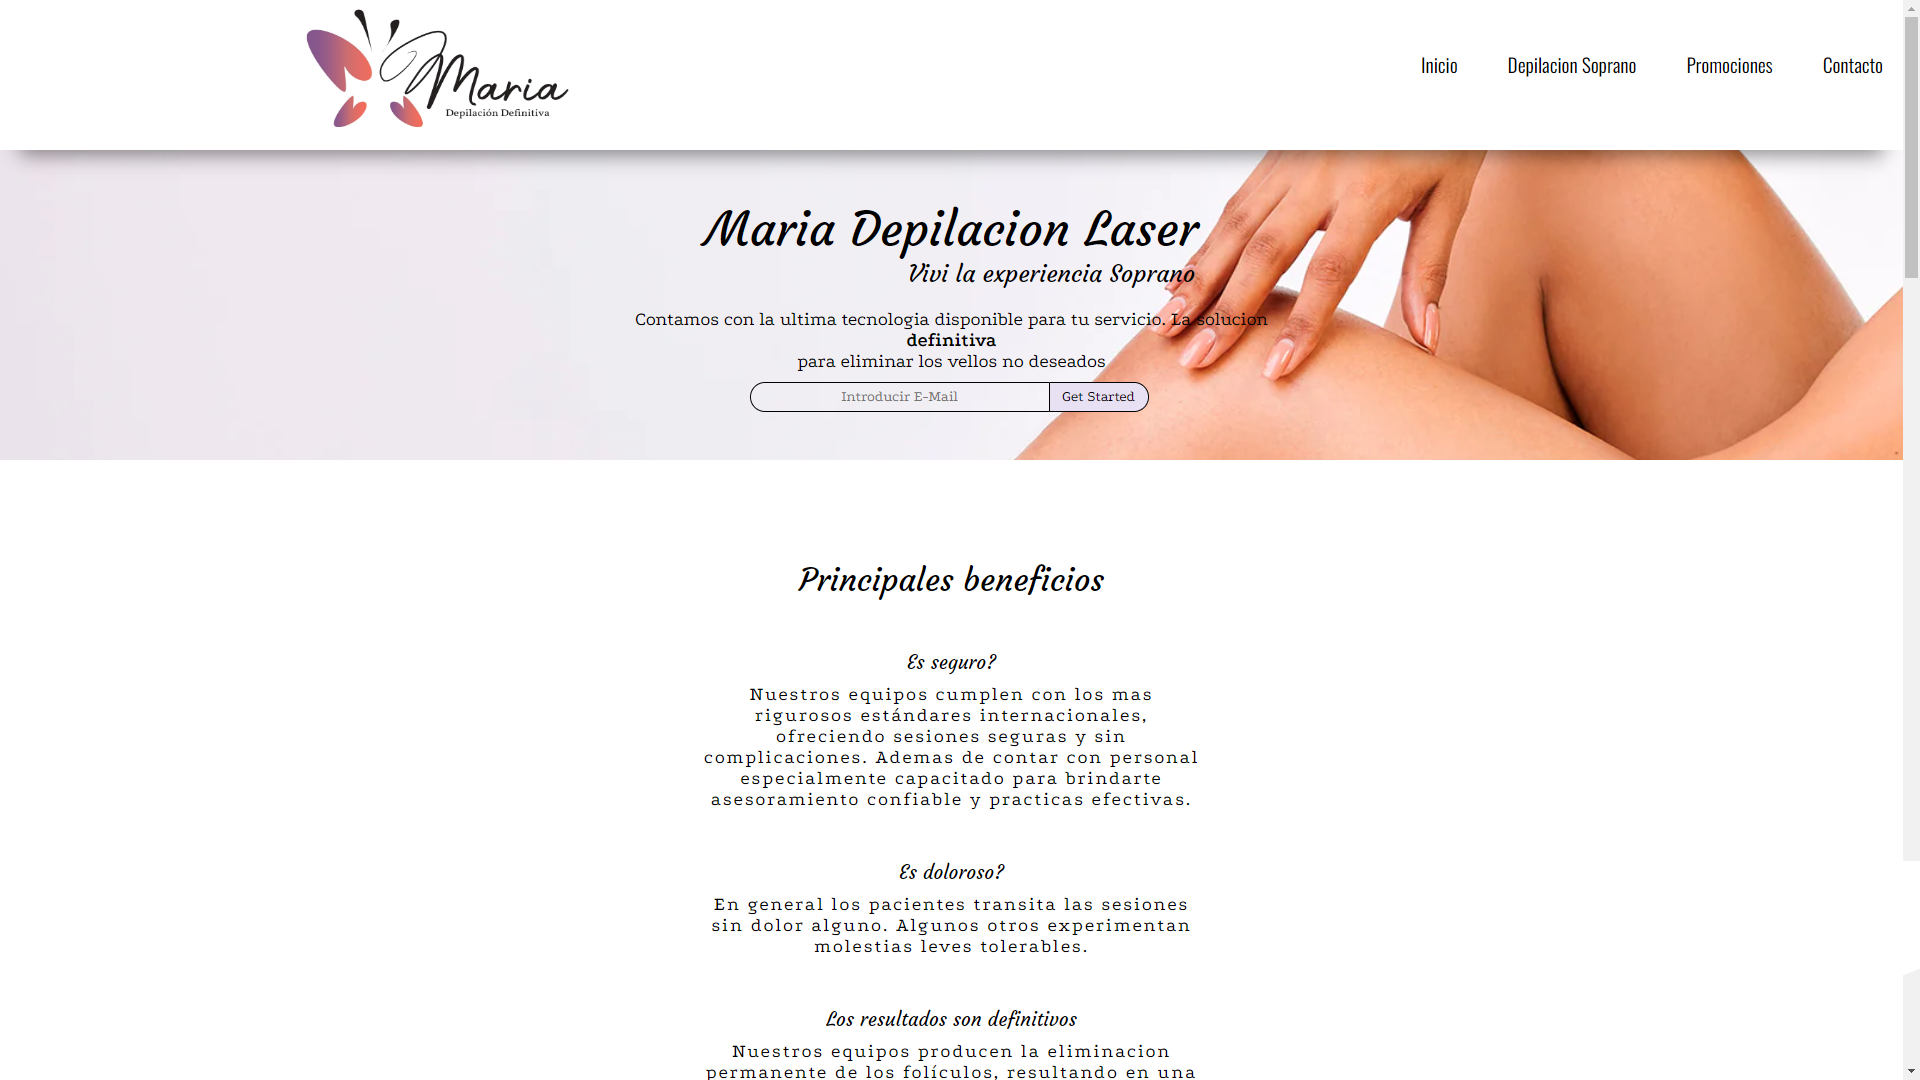 Maria
Depilación Definitiva
Inicio
Depilacion Soprano
Promociones
Contacto
Maria Depilacion Laser
Vivi la experiencia Soprano
Contamos con la ultima tecnologia disponible para tu servicio. La solucion
definitiva
para eliminar los vellos no deseados
Introducir E-Mail
Get Started
Principales beneficios
Es seguro?
Nuestros equipos cumplen con los mas
rigurosos estándares internacionales,
ofreciendo sesiones seguras y sin
complicaciones. Ademas de contar con personal
especialmente capacitado para brindarte
asesoramiento confiable y practicas efectivas.
Es doloroso?
En general los pacientes transita las sesiones
sin dolor alguno. Algunos otros experimentan
molestias leves tolerables.
Los resultados son definitivos
Nuestros equipos producen la eliminacion
permanente de los folículos, resultando en una